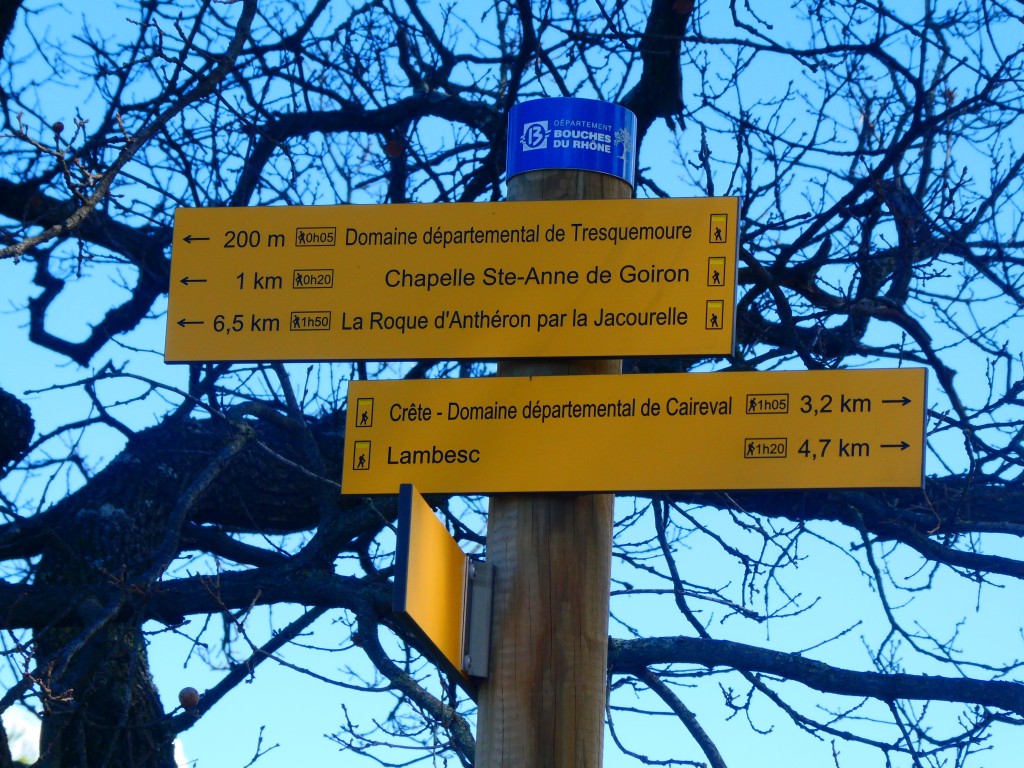 DÉPARTEMENT
BOUCHES
DU RHÔNE
← 200 m 0h05 Domaine départemental de Tresquemoure
← 1 km 0h20 Chapelle Ste-Anne de Goiron
← 6,5 km 1h50 La Roque d'Anthéron par la Jacourelle
Crête - Domaine départemental de Caireval 1h05 3,2 km →
Lambesc 1h20 4,7 km →